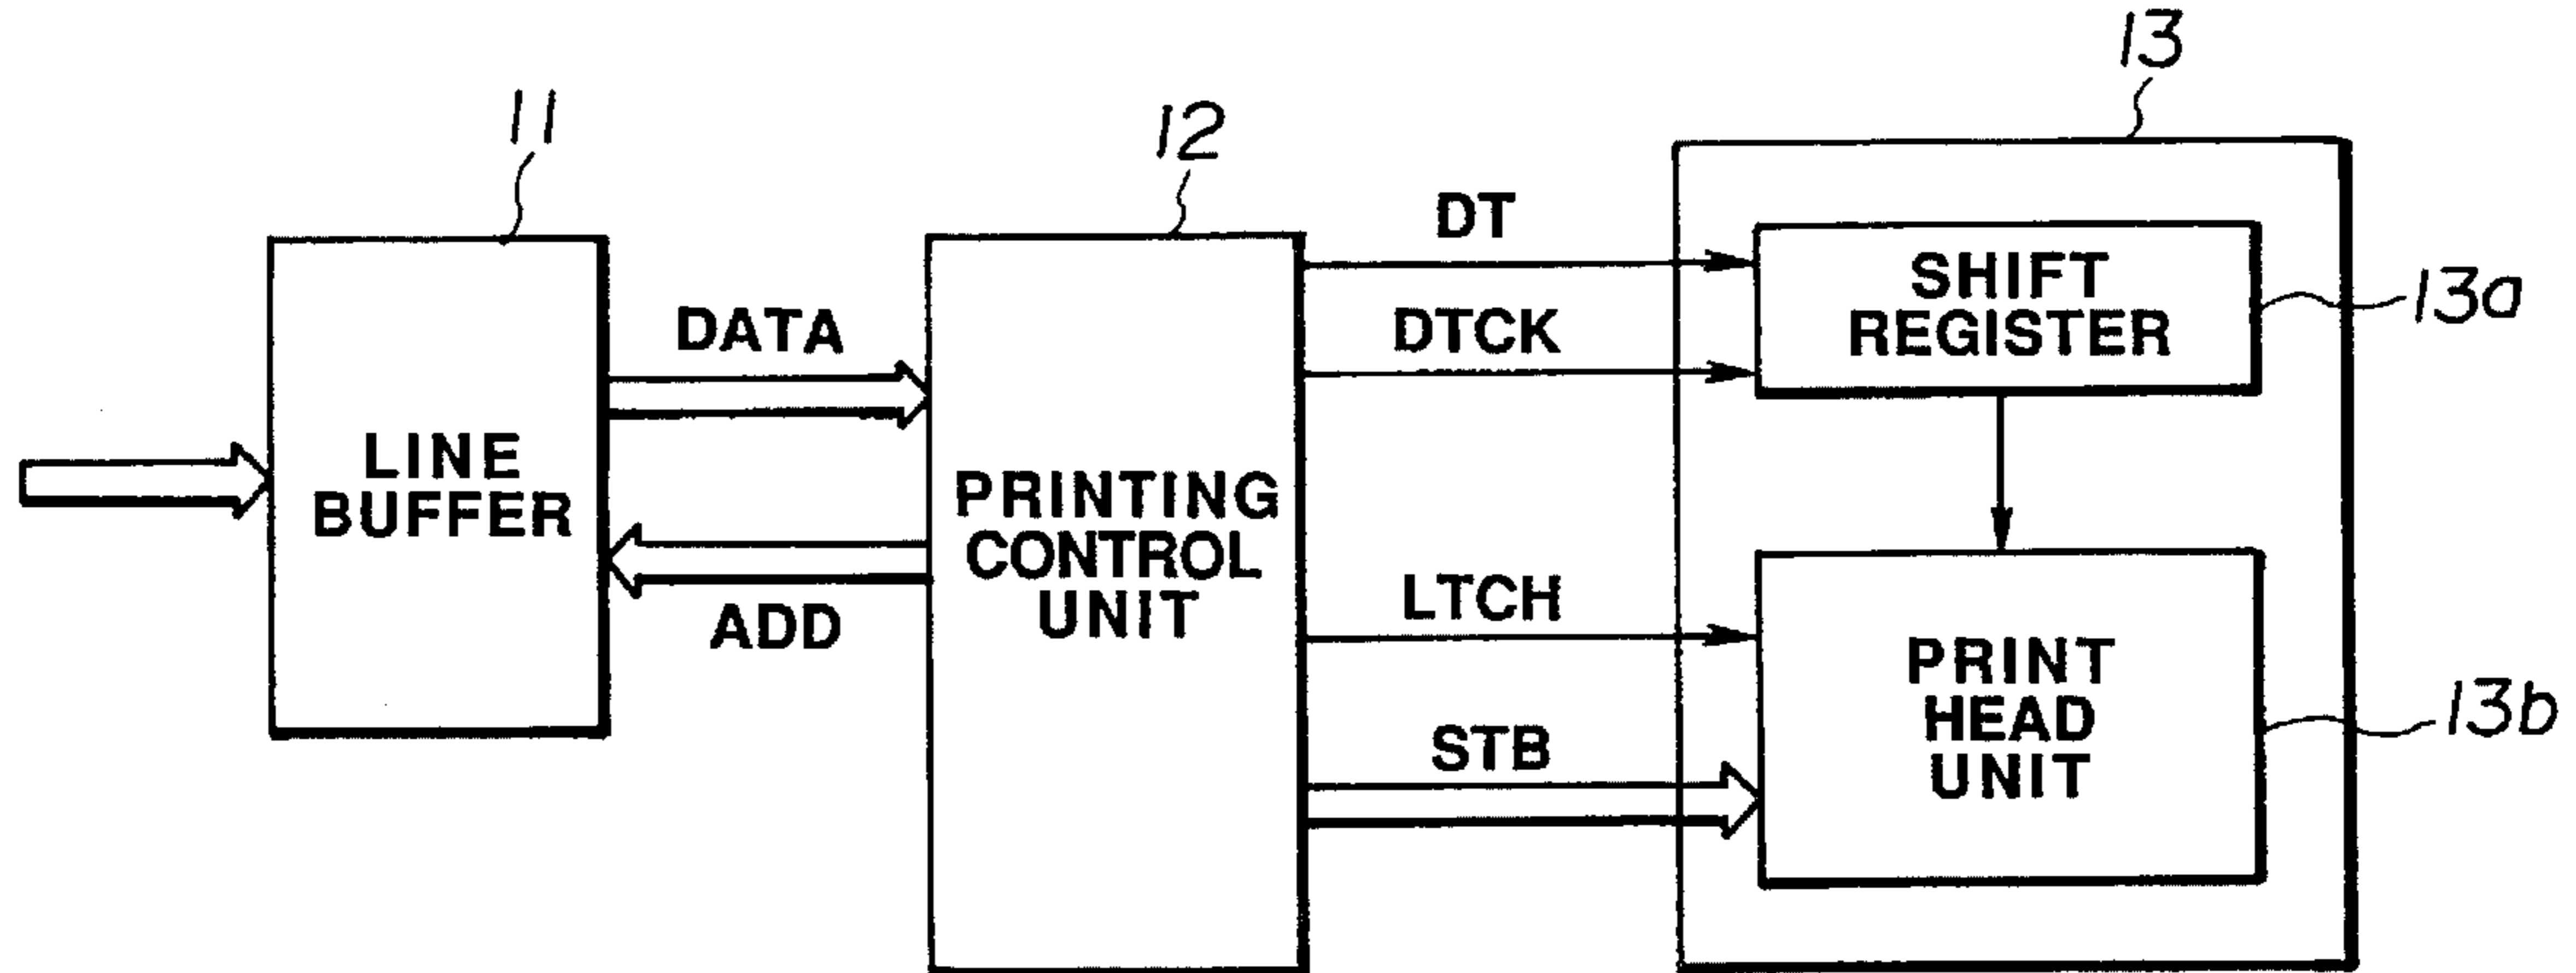 11
12
13
LINE
BUFFER
DATA
ADD
PRINTING
CONTROL
UNIT
DT
DTCK
LTCH
STB
SHIFT
REGISTER
13a
PRINT
HEAD
UNIT
13b